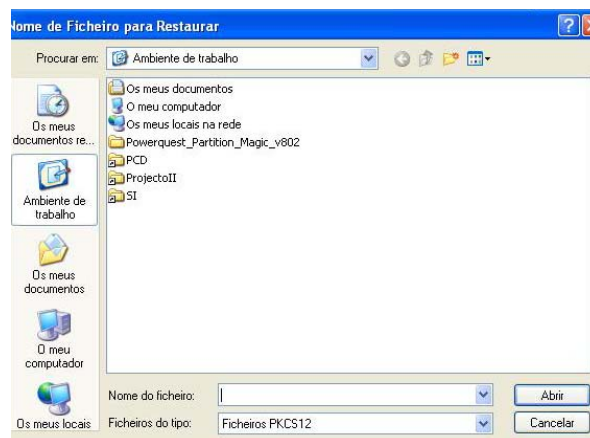 Nome de Ficheiro para Restaurar
Procurar em:
Ambiente de trabalho
Os meus
documentos re...
Ambiente de
trabalho
Os meus
documentos
O meu
computador
Os meus locais
Os meus documentos
O meu computador
Os meus locais na rede
Powerquest_Partition_Magic_v802
PCD
ProjectoII
SI
Nome do ficheiro:
Abrir
Ficheiros do tipo:
Ficheiros PKCS12
Cancelar